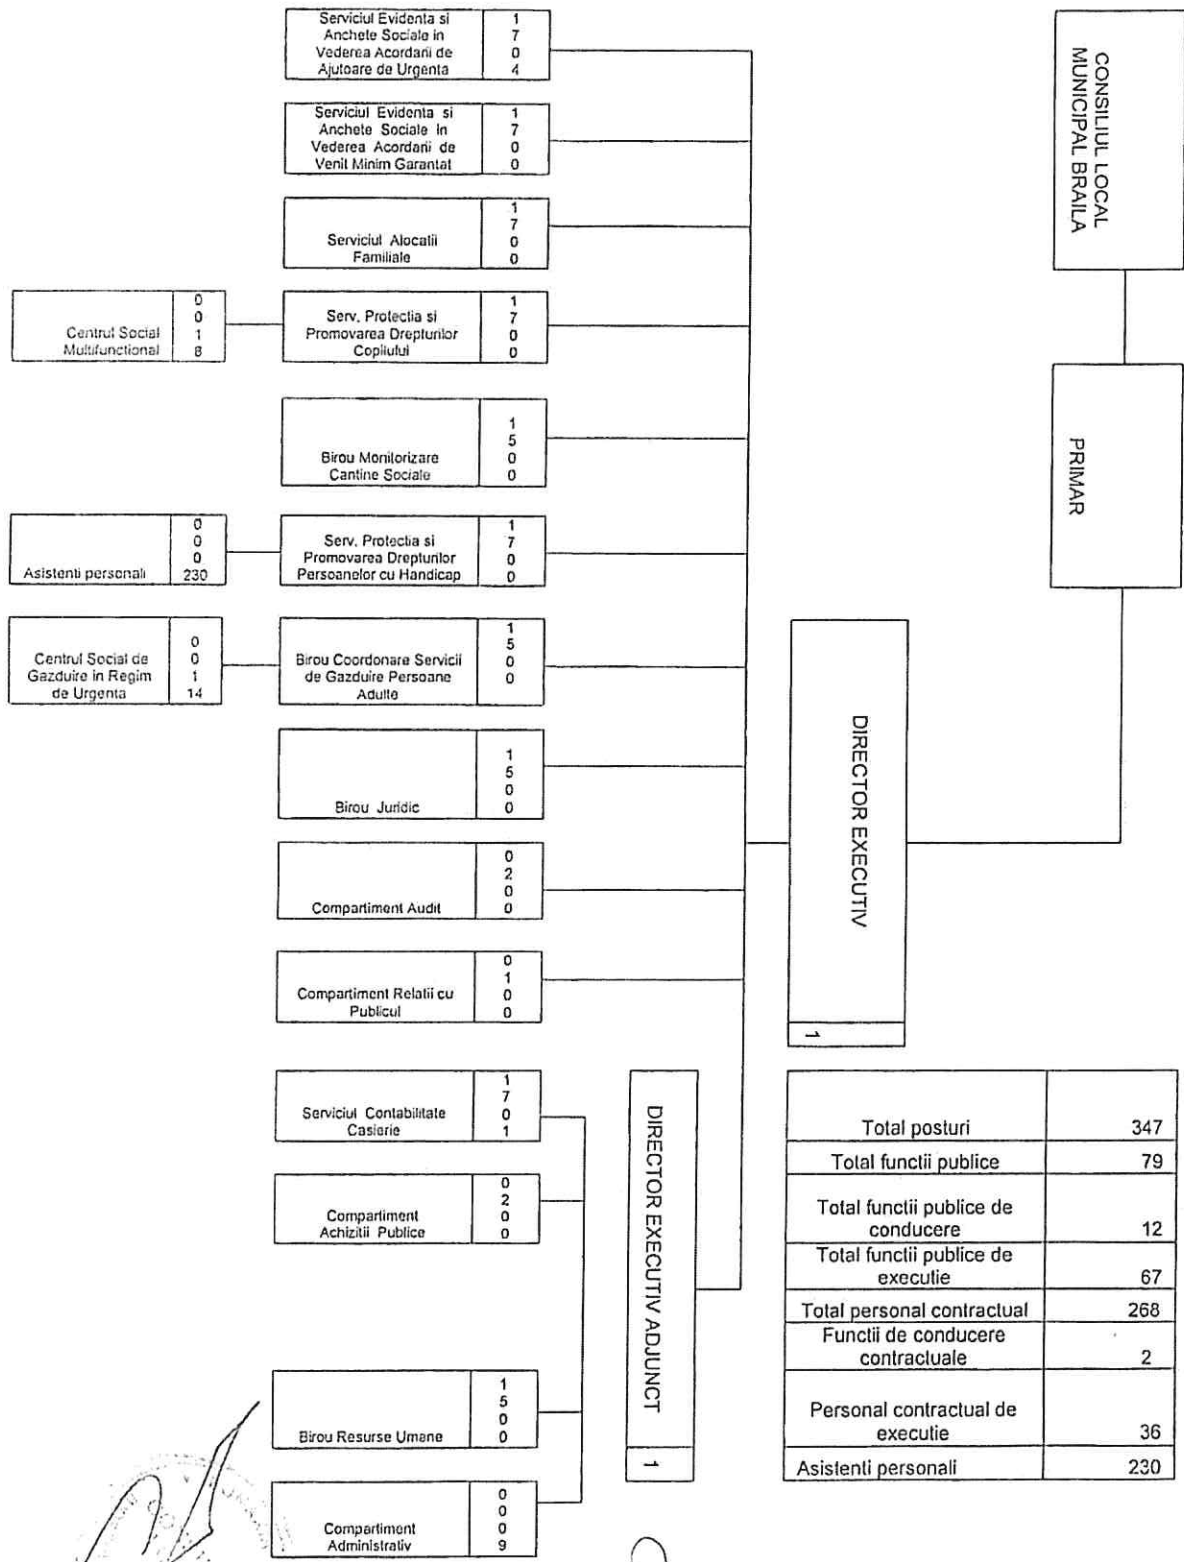 CONSILIUL LOCAL
MUNICIPAL BRAILA
PRIMAR
DIRECTOR EXECUTIV
1
DIRECTOR EXECUTIV ADJUNCT
1
Serviciul Evidenta si
Anchete Sociale in
Vederea Acordarii de
Ajutoare de Urgenta
1
7
0
4
Serviciul Evidenta si
Anchete Sociale in
Vederea Acordarii de
Venit Minim Garantat
1
7
0
0
Serviciul Alocatii
Familiale
1
7
0
0
Centrul Social
Multifunctional
0
0
1
8
Serv. Protectia si
Promovarea Drepturilor
Copilului
1
7
0
0
Birou Monitorizare
Cantine Sociale
1
5
0
0
Asistenti personali
0
0
0
230
Serv. Protectia si
Promovarea Drepturilor
Persoanelor cu Handicap
1
7
0
0
Centrul Social de
Gazduire in Regim
de Urgenta
0
0
1
14
Birou Coordonare Servicii
de Gazduire Persoane
Adulte
1
5
0
0
Birou Juridic
1
5
0
0
Compartiment Audit
0
2
0
0
Compartiment Relatii cu
Publicul
0
1
0
0
Serviciul Contabilitate
Casierie
1
7
0
1
Compartiment
Achizitii Publice
0
2
0
0
Birou Resurse Umane
1
5
0
0
Compartiment
Administrativ
0
0
0
9
Total posturi 347
Total functii publice 79
Total functii publice de
conducere 12
Total functii publice de
executie 67
Total personal contractual 268
Functii de conducere
contractuale 2
Personal contractual de
executie 36
Asistenti personali 230